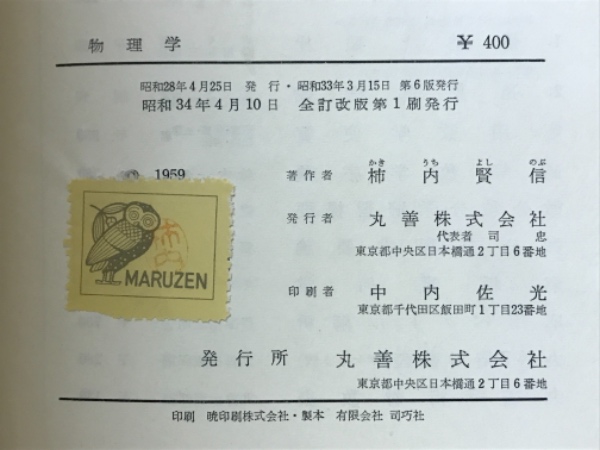 物理学 ¥ 400
昭和28年4月25日 発行・昭和33年3月15日 第6版発行
昭和34年4月10日 全訂改版第1刷発行
© 1959
著作者 柿内賢信
かき うち よし のぶ
発行者 丸善株式会社
代表者 司 忠
東京都中央区日本橋通2丁目6番地
MARUZEN
印刷者 中内佐光
東京都千代田区飯田町1丁目23番地
発行所 丸善株式会社
東京都中央区日本橋通2丁目6番地
印刷 暁印刷株式会社・製本 有限会社 司巧社